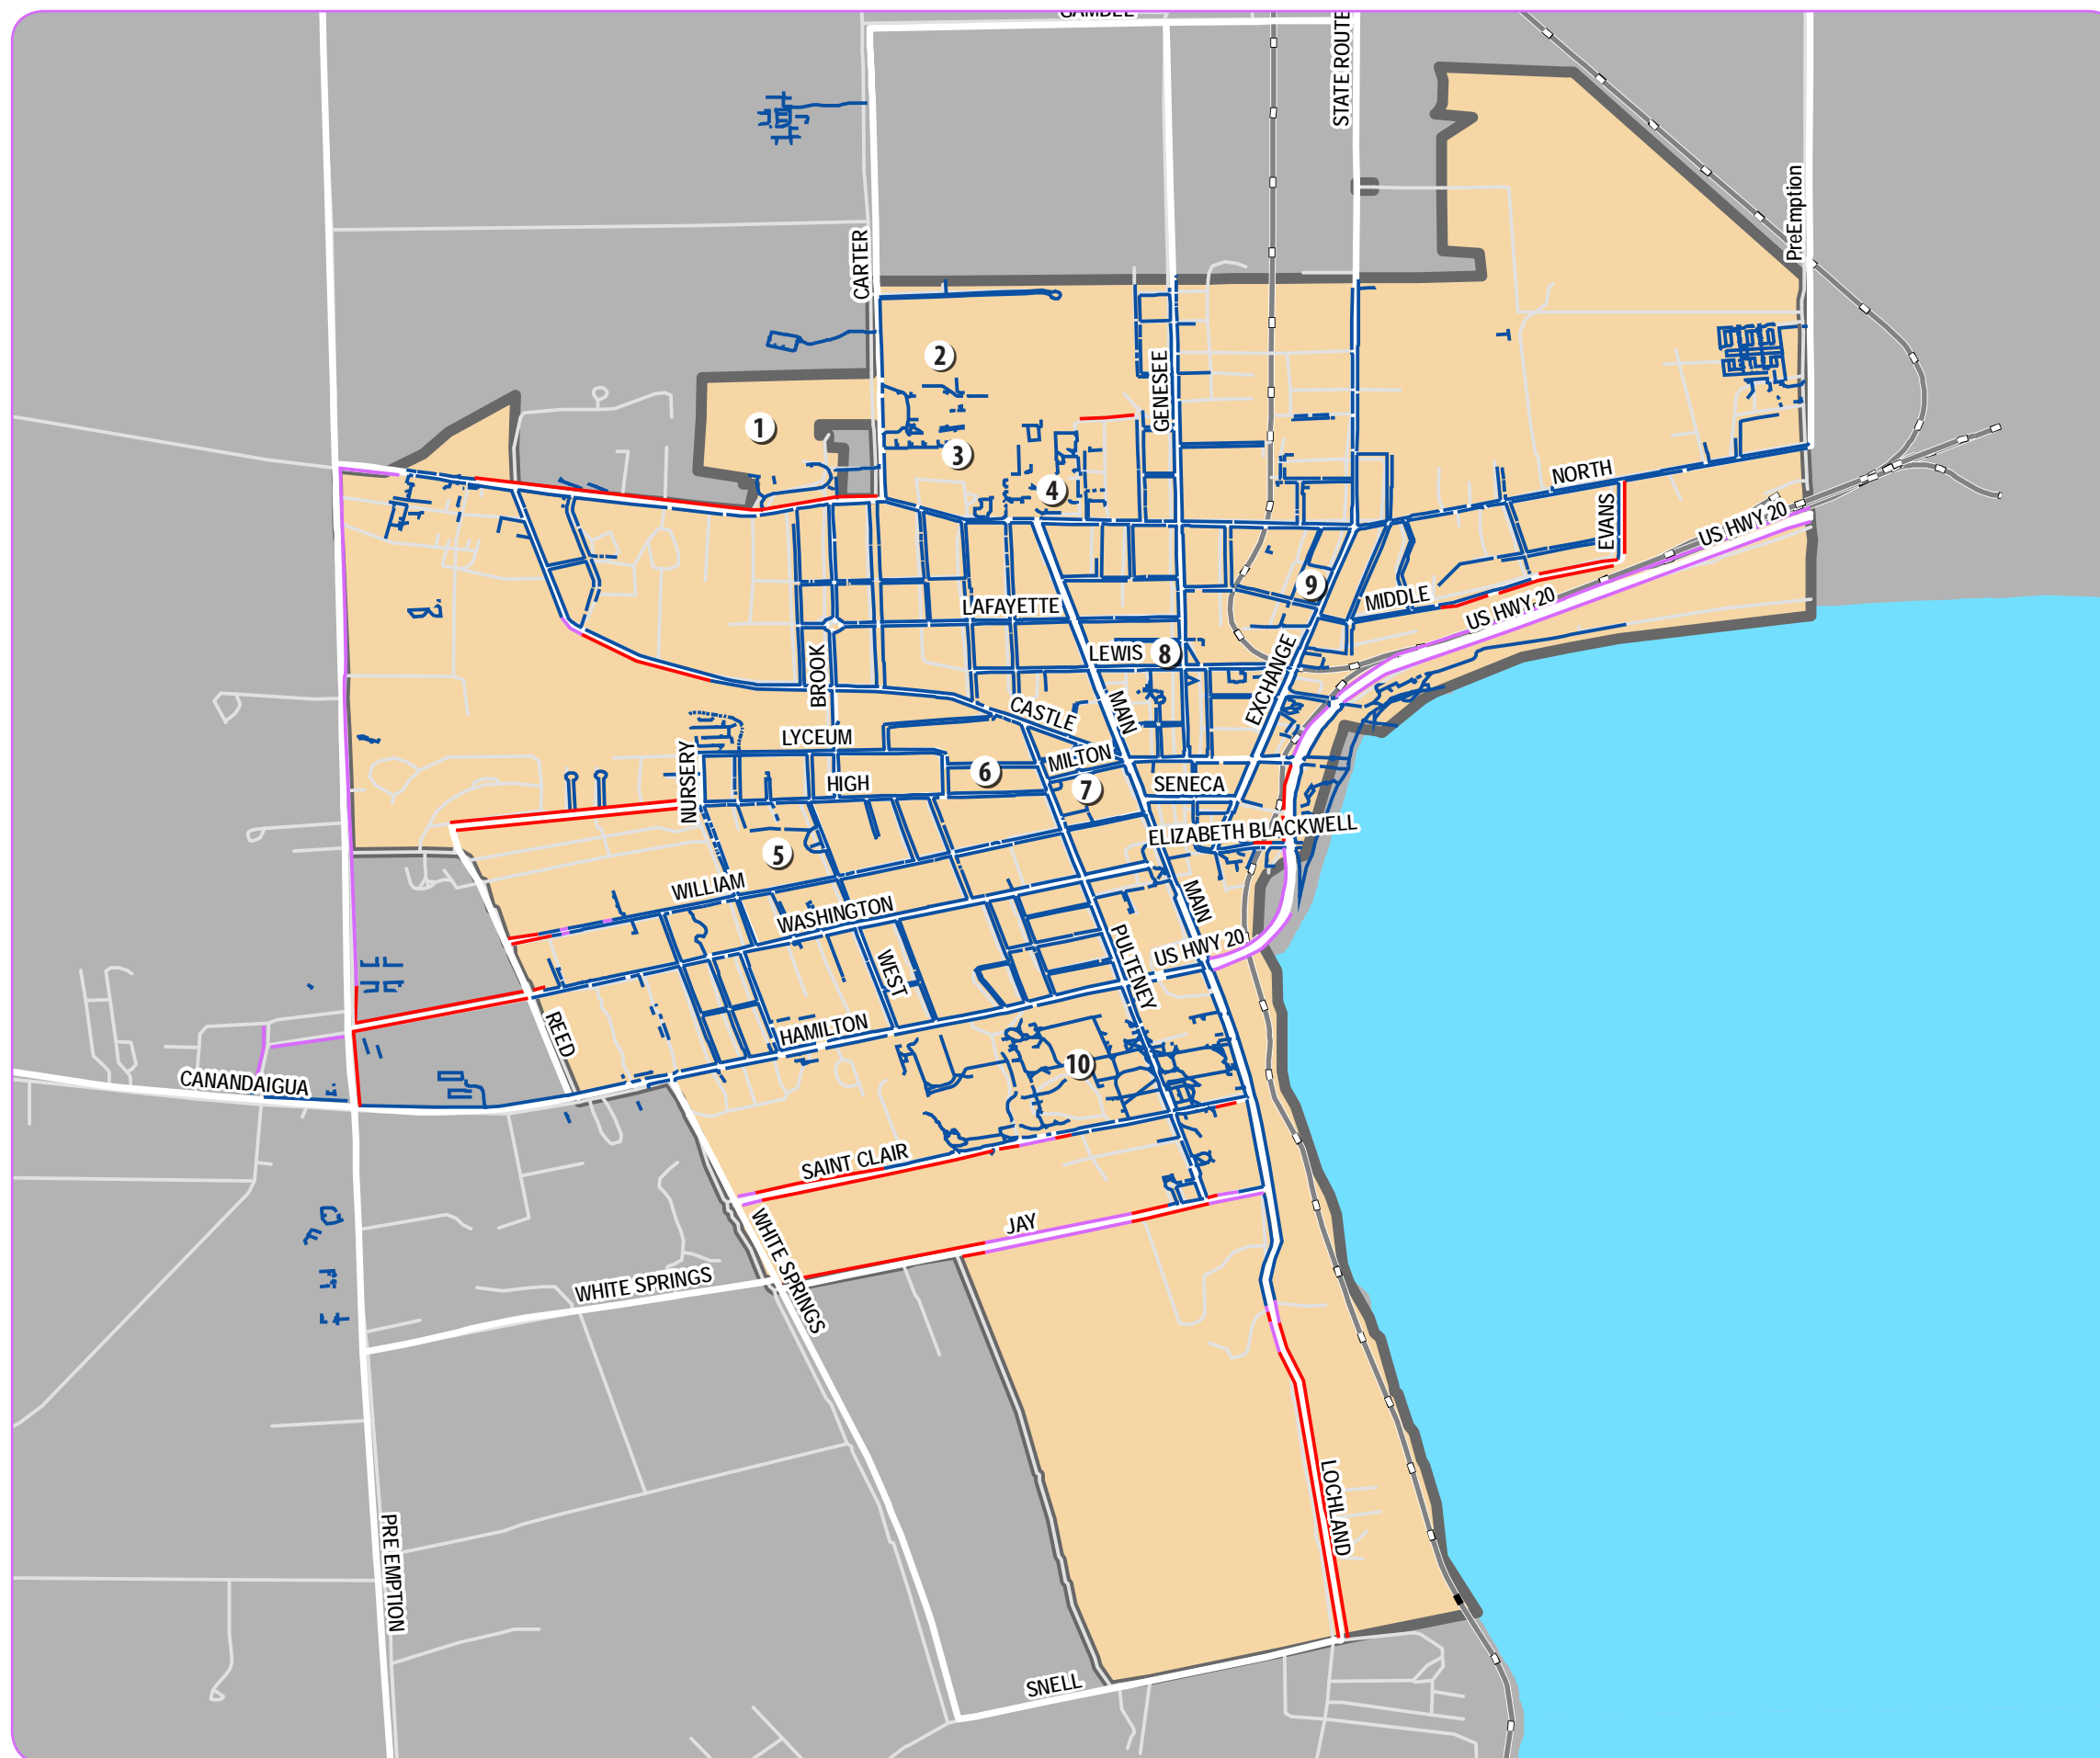 GAMBEE
STATE ROUTE
PreEmption
CARTER
2
GENESEE
1
3
4
NORTH
EVANS
US HWY 20
9
MIDDLE
US HWY 20
LAFAYETTE
LEWIS
8
BROOK
EXCHANGE
CASTLE
MAIN
LYCEUM
NURSERY
MILTON
6
HIGH
7
SENECA
ELIZABETH BLACKWELL
5
WILLIAM
WASHINGTON
MAIN
PULTENEY
US HWY 20
WEST
REED
HAMILTON
10
CANANDAIGUA
SAINT CLAIR
WHITE SPRINGS
JAY
WHITE SPRINGS
LOCHLAND
PRE EMPTION
SNELL